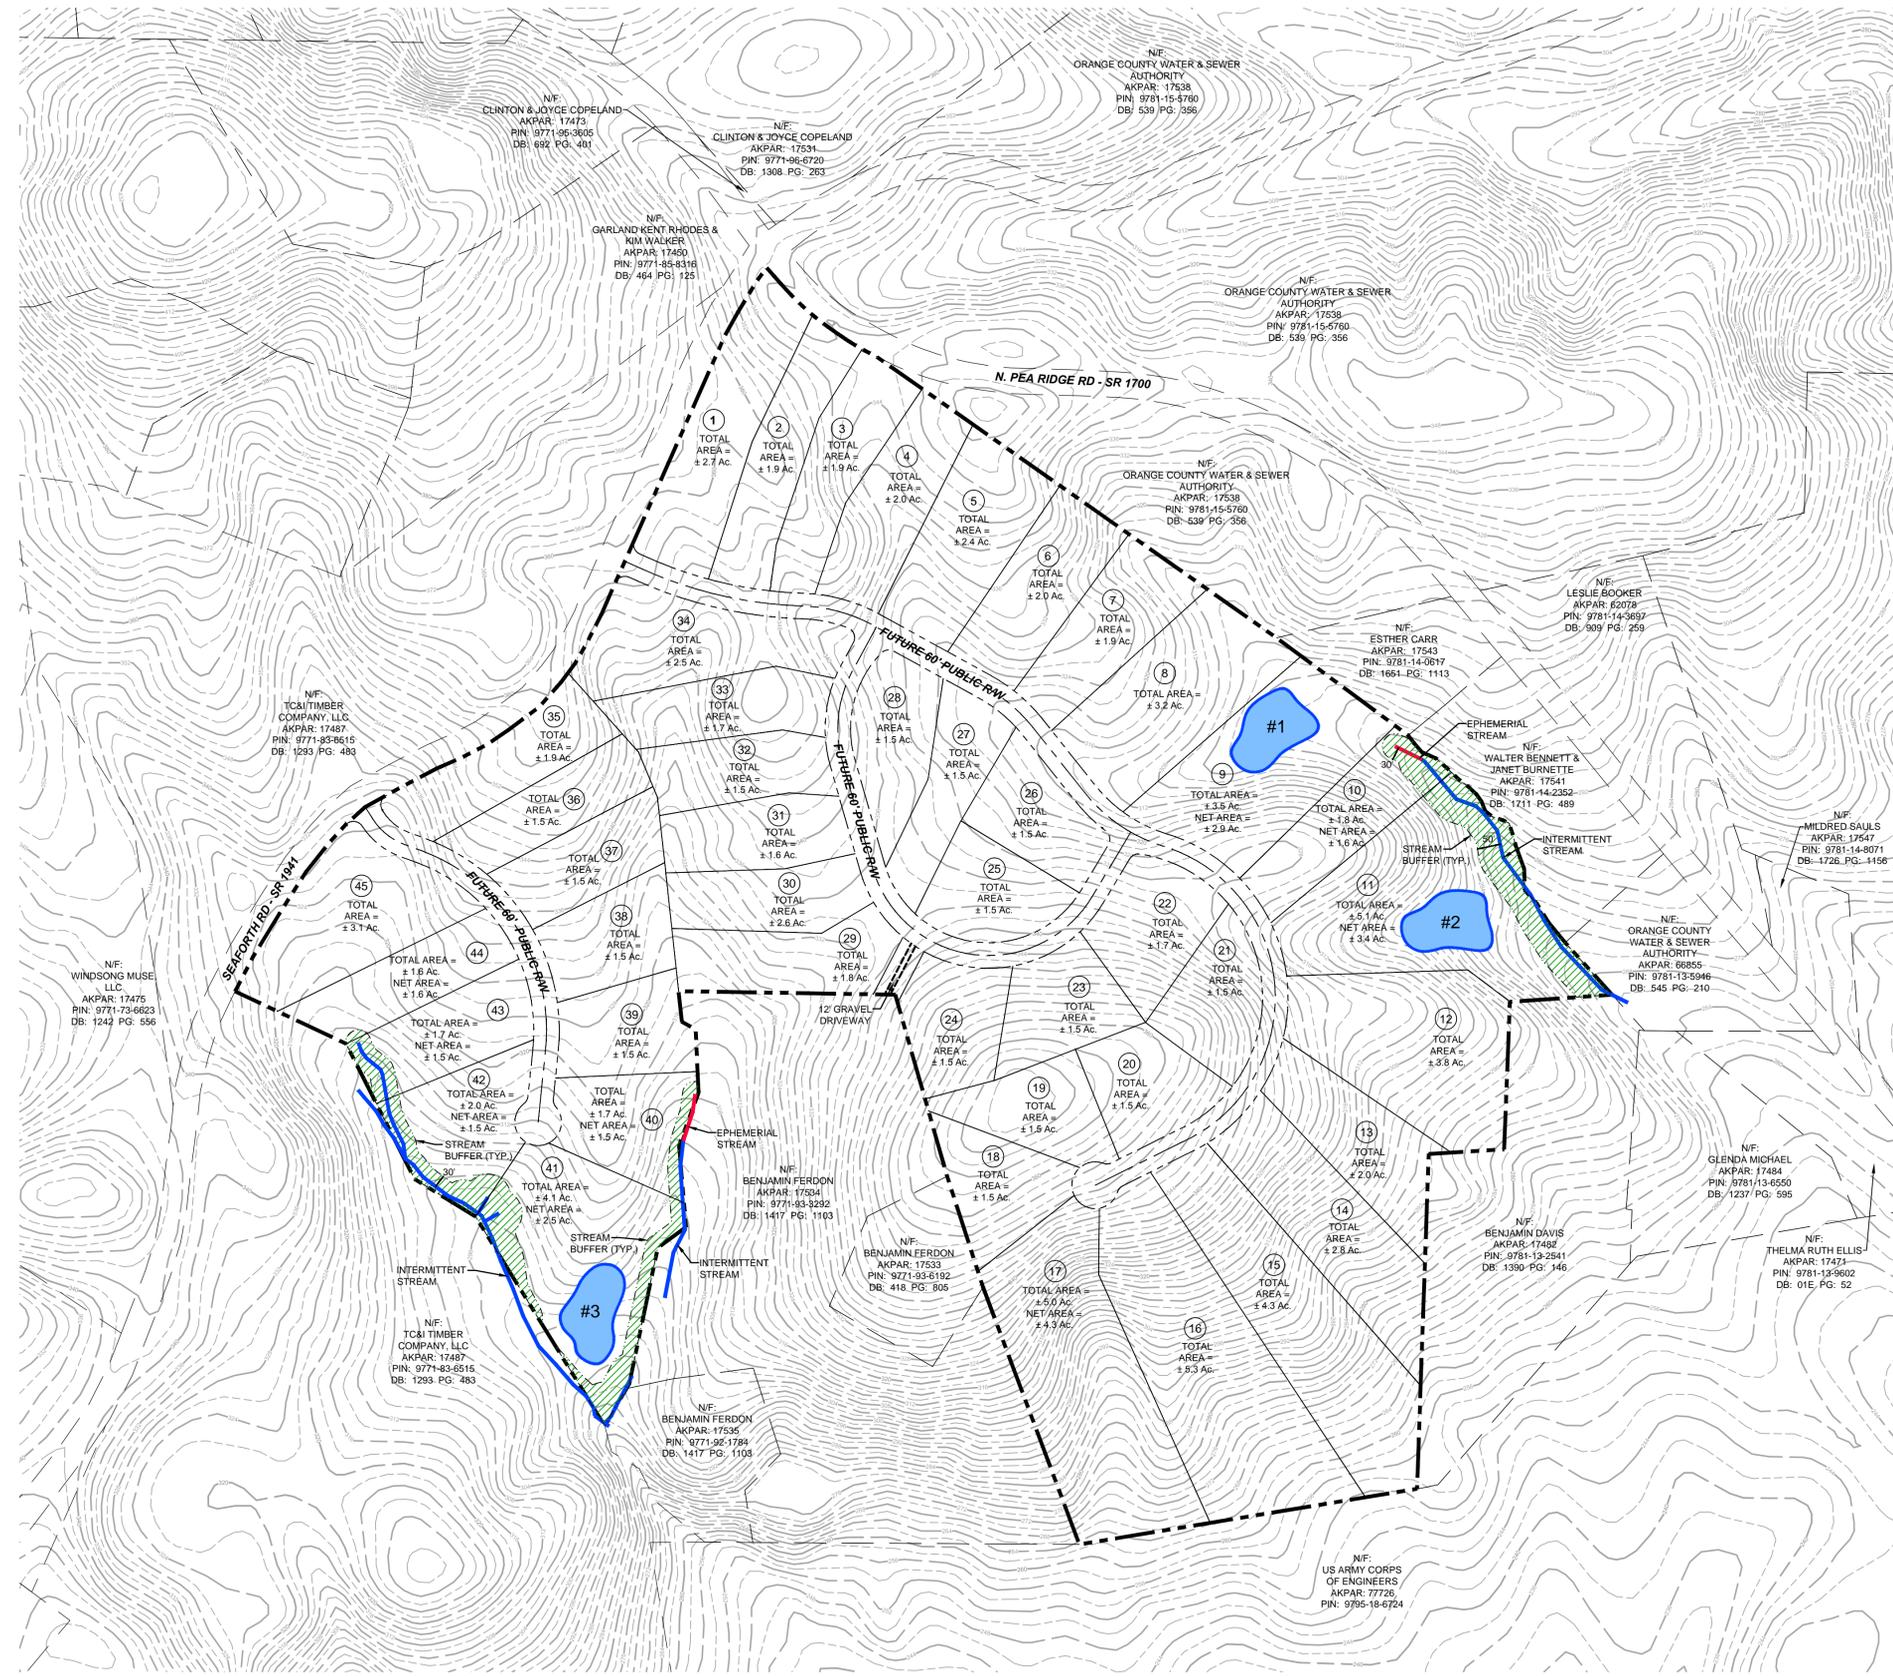 N/F:
ORANGE COUNTY WATER & SEWER
AUTHORITY
AKPAR: 17538
PIN: 9781-15-5760
DB: 539 PG: 356
N/F:
CLINTON & JOYCE COPELAND
AKPAR: 17473
PIN: 9771-95-3605
DB: 692 PG: 401
N/F:
CLINTON & JOYCE COPELAND
AKPAR: 17531
PIN: 9771-96-6720
DB: 1308 PG: 263
N/F:
GARLAND KENT RHODES &
KIM WALKER
AKPAR: 17450
PIN: 9771-85-8316
DB: 464 PG: 125
N/F:
ORANGE COUNTY WATER & SEWER
AUTHORITY
AKPAR: 17538
PIN: 9781-15-5760
DB: 539 PG: 356
N. PEA RIDGE RD - SR 1700
1
TOTAL
AREA =
± 2.7 Ac.
2
TOTAL
AREA =
± 1.9 Ac.
3
TOTAL
AREA =
± 1.9 Ac.
4
TOTAL
AREA =
± 2.0 Ac.
5
TOTAL
AREA =
± 2.4 Ac.
N/F:
ORANGE COUNTY WATER & SEWER
AUTHORITY
AKPAR: 17538
PIN: 9781-15-5760
DB: 539 PG: 356
6
TOTAL
AREA =
± 2.0 Ac.
7
TOTAL
AREA =
± 1.9 Ac.
N/F:
LESLIE BOOKER
AKPAR: 62078
PIN: 9781-14-3697
DB: 909 PG: 259
N/F:
ESTHER CARR
AKPAR: 17543
PIN: 9781-14-0617
DB: 1651 PG: 1113
34
TOTAL
AREA =
± 2.5 Ac.
FUTURE 60' PUBLIC R/W
8
TOTAL AREA =
± 3.2 Ac.
33
TOTAL
AREA =
± 1.7 Ac.
28
TOTAL
AREA =
± 1.5 Ac.
N/F:
TC&I TIMBER
COMPANY, LLC
AKPAR: 17487
PIN: 9771-83-6515
DB: 1293 PG: 483
35
TOTAL
AREA =
± 1.9 Ac.
27
TOTAL
AREA =
± 1.5 Ac.
#1
EPHEMERIAL
STREAM
30'
N/F:
WALTER BENNETT &
JANET BURNETTE
AKPAR: 17541
PIN: 9781-14-2352
DB: 1711 PG: 489
32
TOTAL
AREA =
± 1.5 Ac.
FUTURE 60' PUBLIC R/W
9
TOTAL AREA =
± 3.5 Ac.
NET AREA =
± 2.9 Ac.
10
TOTAL AREA =
± 1.8 Ac.
NET AREA =
± 1.6 Ac.
36
TOTAL
AREA =
± 1.5 Ac.
26
TOTAL
AREA =
± 1.5 Ac.
31
TOTAL
AREA =
± 1.6 Ac.
N/F:
MILDRED SAULS
AKPAR: 17547
PIN: 9781-14-8071
DB: 1726 PG: 1156
50'
INTERMITTENT
STREAM
STREAM
BUFFER (TYP.)
37
TOTAL
AREA =
± 1.5 Ac.
25
TOTAL
AREA =
± 1.5 Ac.
30
TOTAL
AREA =
± 2.6 Ac.
SEAFORTH RD - SR 1941
45
TOTAL
AREA =
± 3.1 Ac.
FUTURE 60' PUBLIC R/W
38
TOTAL
AREA =
± 1.5 Ac.
11
TOTAL AREA =
± 5.1 Ac.
NET AREA =
± 3.4 Ac.
#2
22
TOTAL
AREA =
± 1.7 Ac.
29
TOTAL
AREA =
± 1.8 Ac.
21
TOTAL
AREA =
± 1.5 Ac.
N/F:
ORANGE COUNTY
WATER & SEWER
AUTHORITY
AKPAR: 66855
PIN: 9781-13-5946
DB: 545 PG: 210
44
TOTAL AREA =
± 1.6 Ac.
NET AREA =
± 1.6 Ac.
N/F:
WINDSONG MUSE,
LLC
AKPAR: 17475
PIN: 9771-73-6623
DB: 1242 PG: 556
43
TOTAL AREA =
± 1.7 Ac.
NET AREA =
± 1.5 Ac.
39
TOTAL
AREA =
± 1.5 Ac.
12' GRAVEL
DRIVEWAY
24
TOTAL
AREA =
± 1.5 Ac.
23
TOTAL
AREA =
± 1.5 Ac.
12
TOTAL
AREA =
± 3.8 Ac.
42
TOTAL AREA =
± 2.0 Ac.
NET AREA =
± 1.5 Ac.
40
TOTAL
AREA =
± 1.7 Ac.
NET AREA =
± 1.5 Ac.
19
TOTAL
AREA =
± 1.5 Ac.
20
TOTAL
AREA =
± 1.5 Ac.
EPHEMERIAL
STREAM
STREAM
BUFFER (TYP.)
30'
13
TOTAL
AREA =
± 2.0 Ac.
18
TOTAL
AREA =
± 1.5 Ac.
N/F:
GLENDA MICHAEL
AKPAR: 17484
PIN: 9781-13-6550
DB: 1237 PG: 595
41
TOTAL AREA =
± 4.1 Ac.
NET AREA =
± 2.5 Ac.
N/F:
BENJAMIN FERDON
AKPAR: 17534
PIN: 9771-93-3292
DB: 1417 PG: 1103
14
TOTAL
AREA =
± 2.8 Ac.
STREAM
BUFFER (TYP.)
N/F:
BENJAMIN DAVIS
AKPAR: 17482
PIN: 9781-13-2541
DB: 1390 PG: 146
N/F:
THELMA RUTH ELLIS
AKPAR: 17471
PIN: 9781-13-9602
DB: 01E PG: 52
N/F:
BENJAMIN FERDON
AKPAR: 17533
PIN: 9771-93-6192
DB: 418 PG: 805
INTERMITTENT
STREAM
INTERMITTENT
STREAM
15
TOTAL
AREA =
± 4.3 Ac.
17
TOTAL AREA =
± 5.0 Ac.
NET AREA =
± 4.3 Ac.
#3
16
TOTAL
AREA =
± 5.3 Ac.
N/F:
TC&I TIMBER
COMPANY, LLC
AKPAR: 17487
PIN: 9771-83-6515
DB: 1293 PG: 483
N/F:
BENJAMIN FERDON
AKPAR: 17535
PIN: 9771-92-1784
DB: 1417 PG: 1103
N/F:
US ARMY CORPS
OF ENGINEERS
AKPAR: 77726
PIN: 9795-18-6724